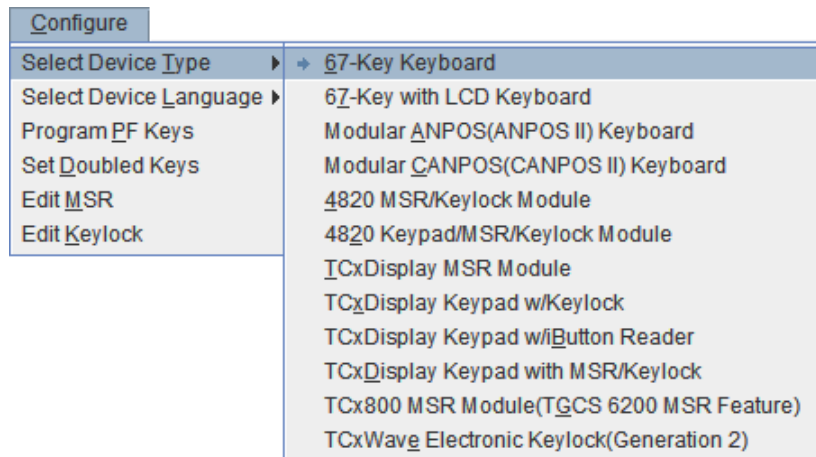 Configure
Select Device Type
Select Device Language
Program PF Keys
Set Doubled Keys
Edit MSR
Edit Keylock
67-Key Keyboard
67-Key with LCD Keyboard
Modular ANPOS(ANPOS II) Keyboard
Modular CANPOS(CANPOS II) Keyboard
4820 MSR/Keylock Module
4820 Keypad/MSR/Keylock Module
TCxDisplay MSR Module
TCxDisplay Keypad w/Keylock
TCxDisplay Keypad w/iButton Reader
TCxDisplay Keypad with MSR/Keylock
TCx800 MSR Module(TGCS 6200 MSR Feature)
TCxWave Electronic Keylock(Generation 2)